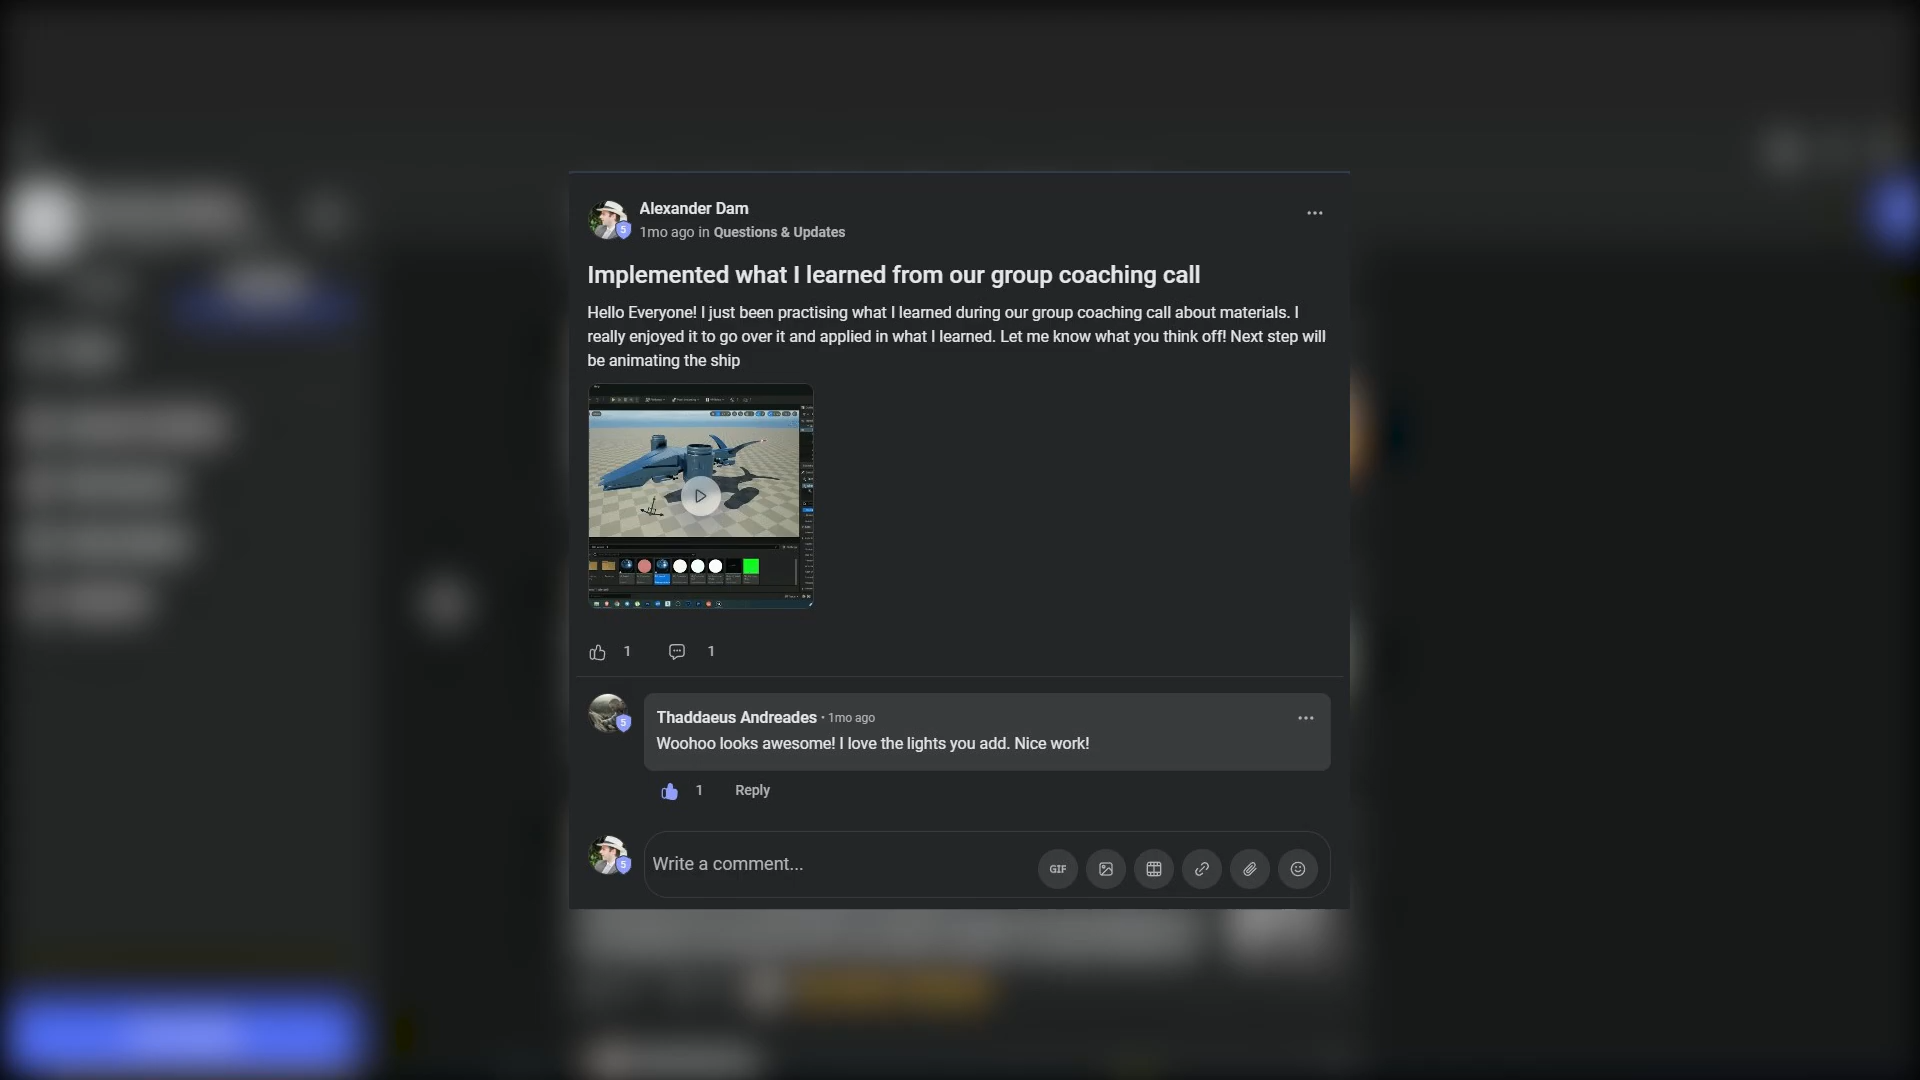 Alexander Dam
5
1mo ago in Questions & Updates
Implemented what I learned from our group coaching call
Hello Everyone! I just been practising what I learned during our group coaching call about materials. I
really enjoyed it to go over it and applied in what I learned. Let me know what you think off! Next step will
be animating the ship
1
1
Thaddaeus Andreades • 1mo ago
5
Woohoo looks awesome! I love the lights you add. Nice work!
1 Reply
5
Write a comment...
GIF